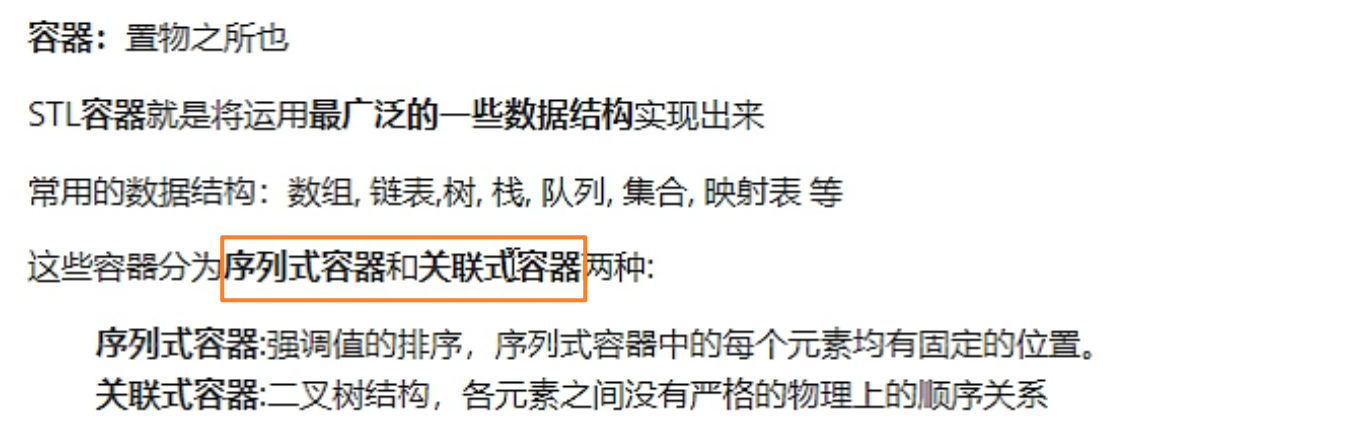 容器：置物之所也
STL容器就是将运用最广泛的一些数据结构实现出来
常用的数据结构：数组, 链表,树, 栈, 队列, 集合, 映射表 等
这些容器分为序列式容器和关联式容器两种:
序列式容器:强调值的排序，序列式容器中的每个元素均有固定的位置。
关联式容器:二叉树结构，各元素之间没有严格的物理上的顺序关系